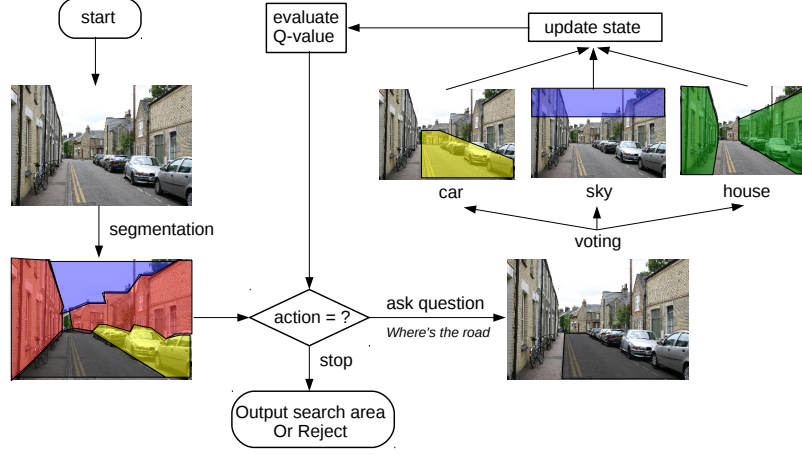 start
evaluate
Q-value
update state
car
sky
house
segmentation
voting
action = ?
ask question
Where's the road
stop
Output search area
Or Reject